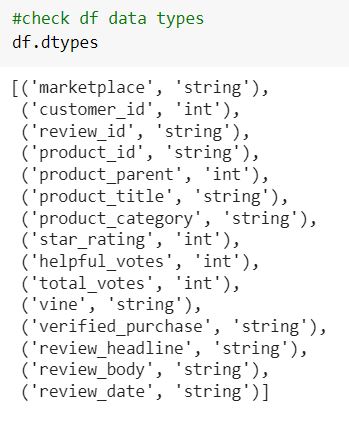 #check df data types
df.dtypes
[('marketplace', 'string'),
('customer_id', 'int'),
('review_id', 'string'),
('product_id', 'string'),
('product_parent', 'int'),
('product_title', 'string'),
('product_category', 'string'),
('star_rating', 'int'),
('helpful_votes', 'int'),
('total_votes', 'int'),
('vine', 'string'),
('verified_purchase', 'string'),
('review_headline', 'string'),
('review_body', 'string'),
('review_date', 'string')]